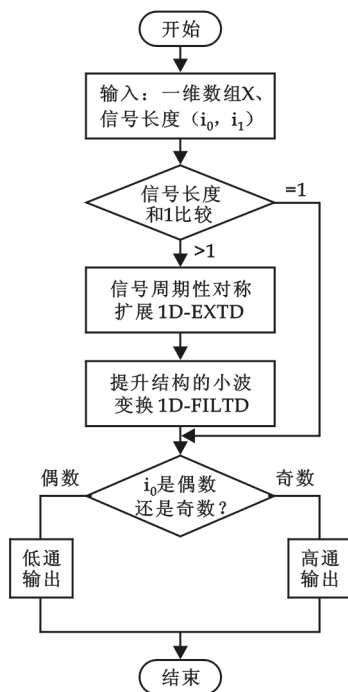 开始
输入：一维数组X、
信号长度（i₀，i₁）
信号长度
和1比较
=1
>1
信号周期性对称
扩展 1D-EXTD
提升结构的小波
变换 1D-FILTD
偶数
i₀是偶数
还是奇数？
奇数
低通
输出
高通
输出
结束